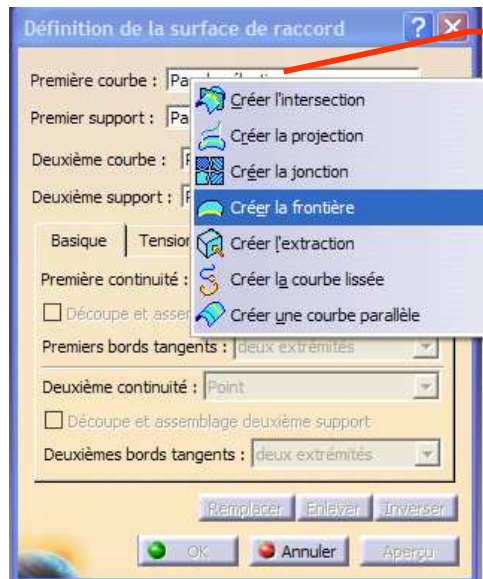 Définition de la surface de raccord
Première courbe :
Créer l'intersection
Premier support :
Créer la projection
Deuxième courbe :
Créer la jonction
Deuxième support :
Créer la frontière
Basique
Créer l'extraction
Première continuité :
Créer la courbe lissée
Créer une courbe parallèle
Premiers bords tangents : deux extrémités
Deuxième continuité : Point
Découpe et assemblage deuxième support
Deuxièmes bords tangents : deux extrémités
Remplacer Enlever Inverser
OK Annuler Aperçu